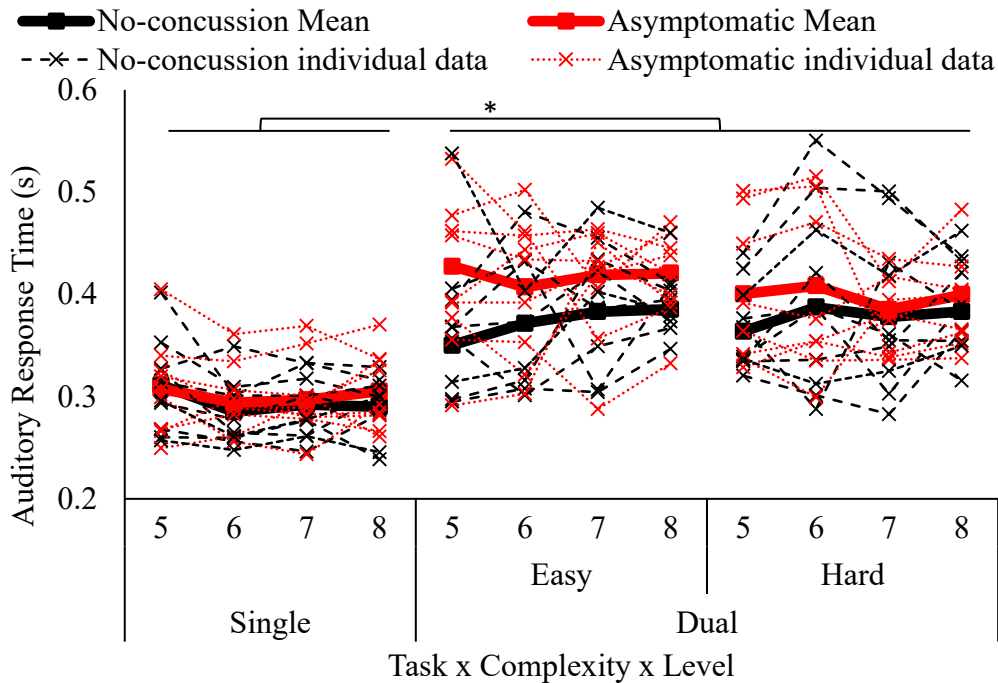 No-concussion Mean Asymptomatic Mean
No-concussion individual data Asymptomatic individual data
0.6
*
0.5
0.4
0.3
0.2
Auditory Response Time (s)
5 6 7 8 5 6 7 8 5 6 7 8
Easy Hard
Single Dual
Task x Complexity x Level